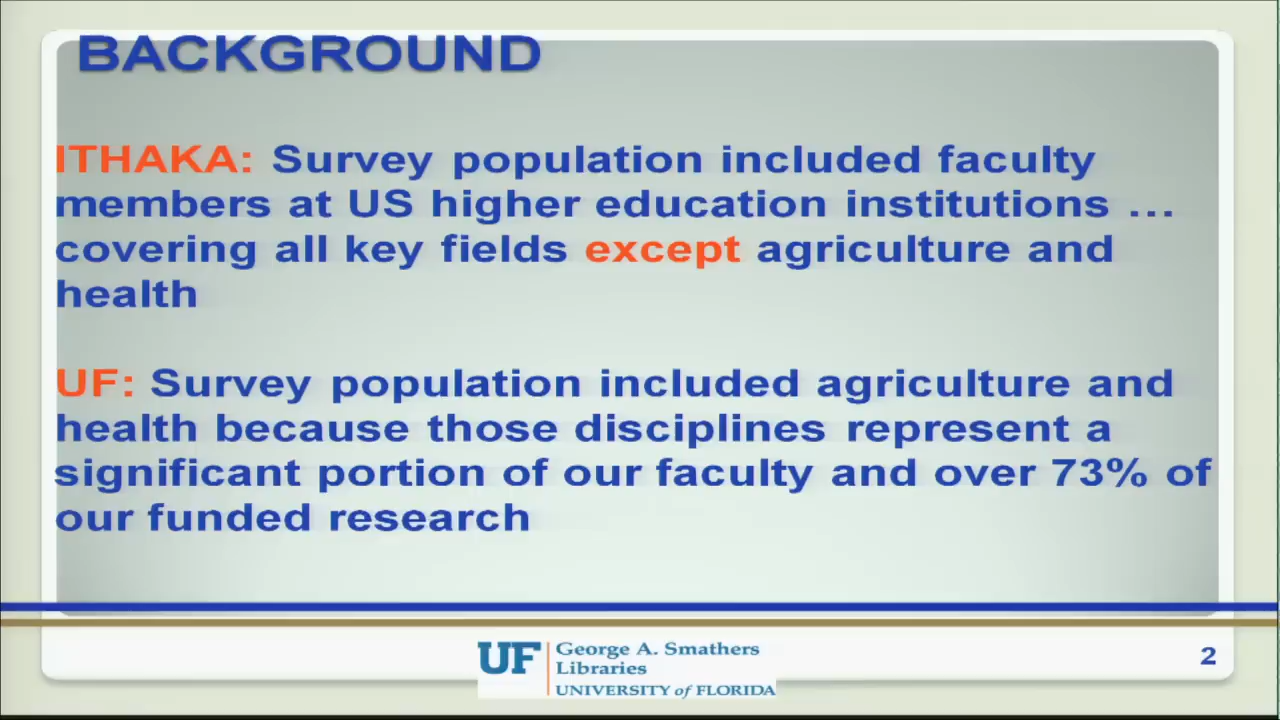 BACKGROUND
ITHAKA: Survey population included faculty
members at US higher education institutions ...
covering all key fields except agriculture and
health
UF: Survey population included agriculture and
health because those disciplines represent a
significant portion of our faculty and over 73% of
our funded research
UF George A. Smathers
Libraries
UNIVERSITY of FLORIDA
2